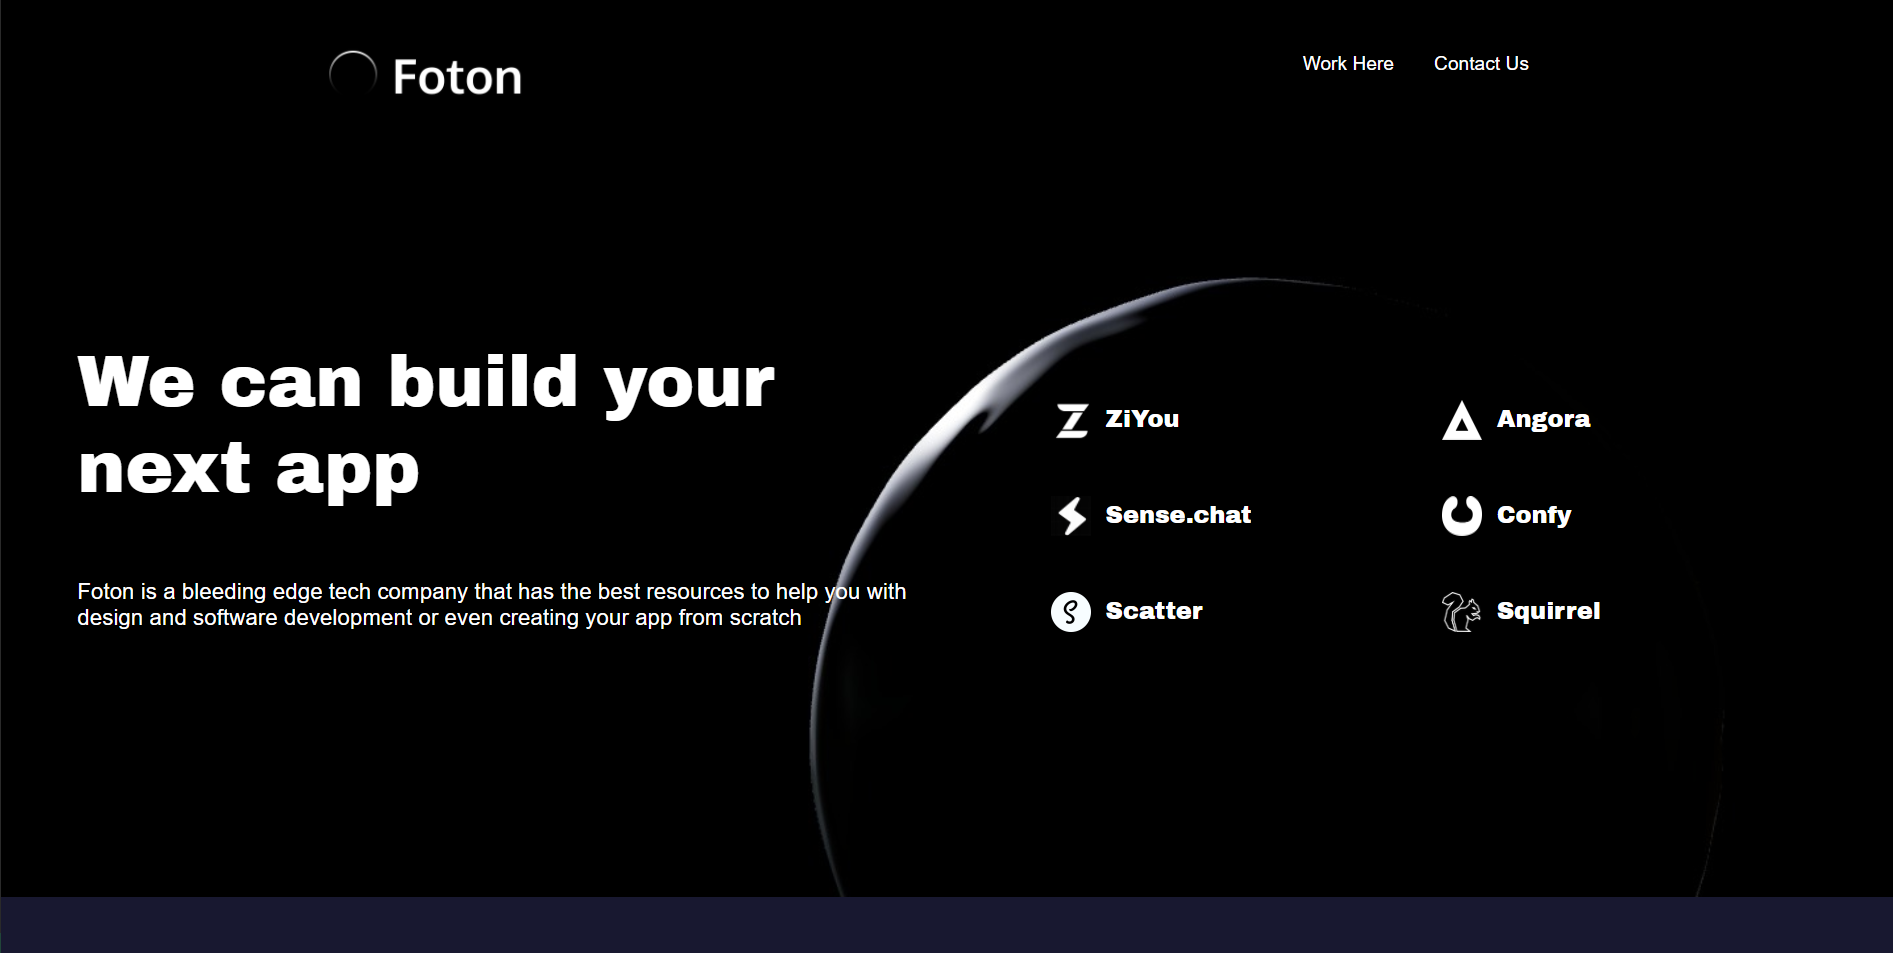 Foton
Work Here
Contact Us
We can build your
next app
Foton is a bleeding edge tech company that has the best resources to help you with
design and software development or even creating your app from scratch
ZiYou
Angora
Sense.chat
Confy
Scatter
Squirrel